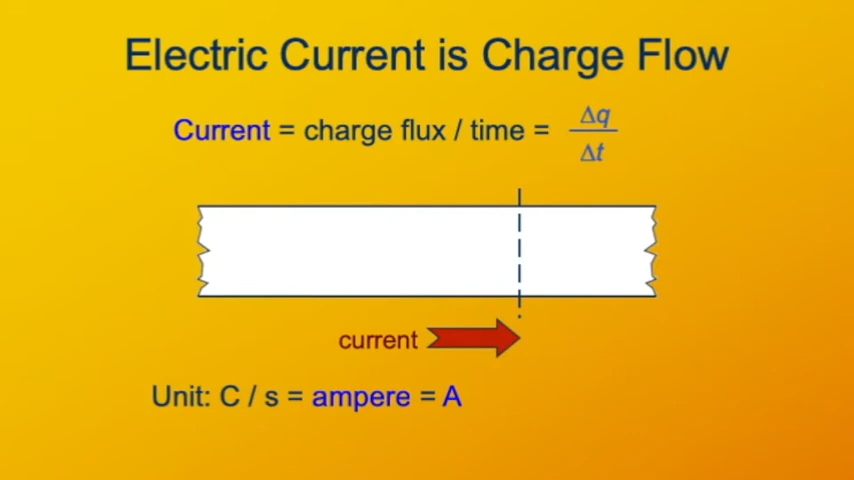 Electric Current is Charge Flow
Current = charge flux / time = Δq / Δt
current
Unit: C / s = ampere = A